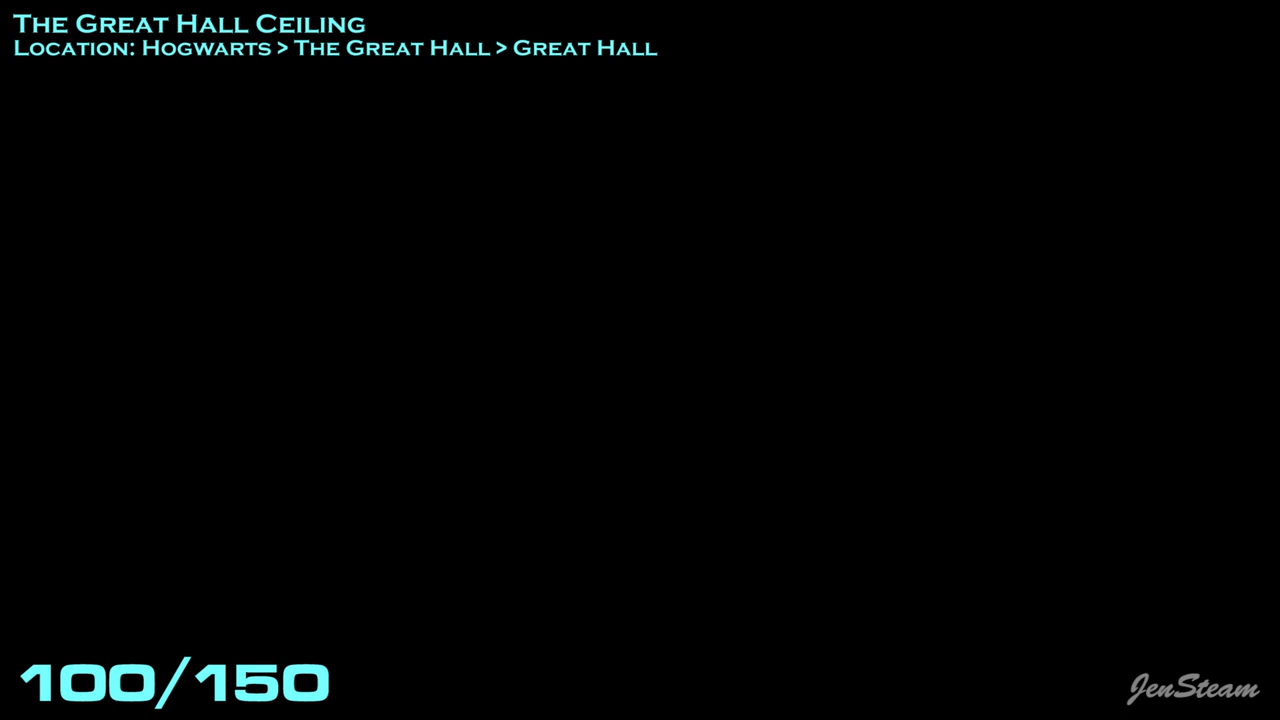 The Great Hall Ceiling
Location: Hogwarts > The Great Hall > Great Hall
100/150
JenSteam